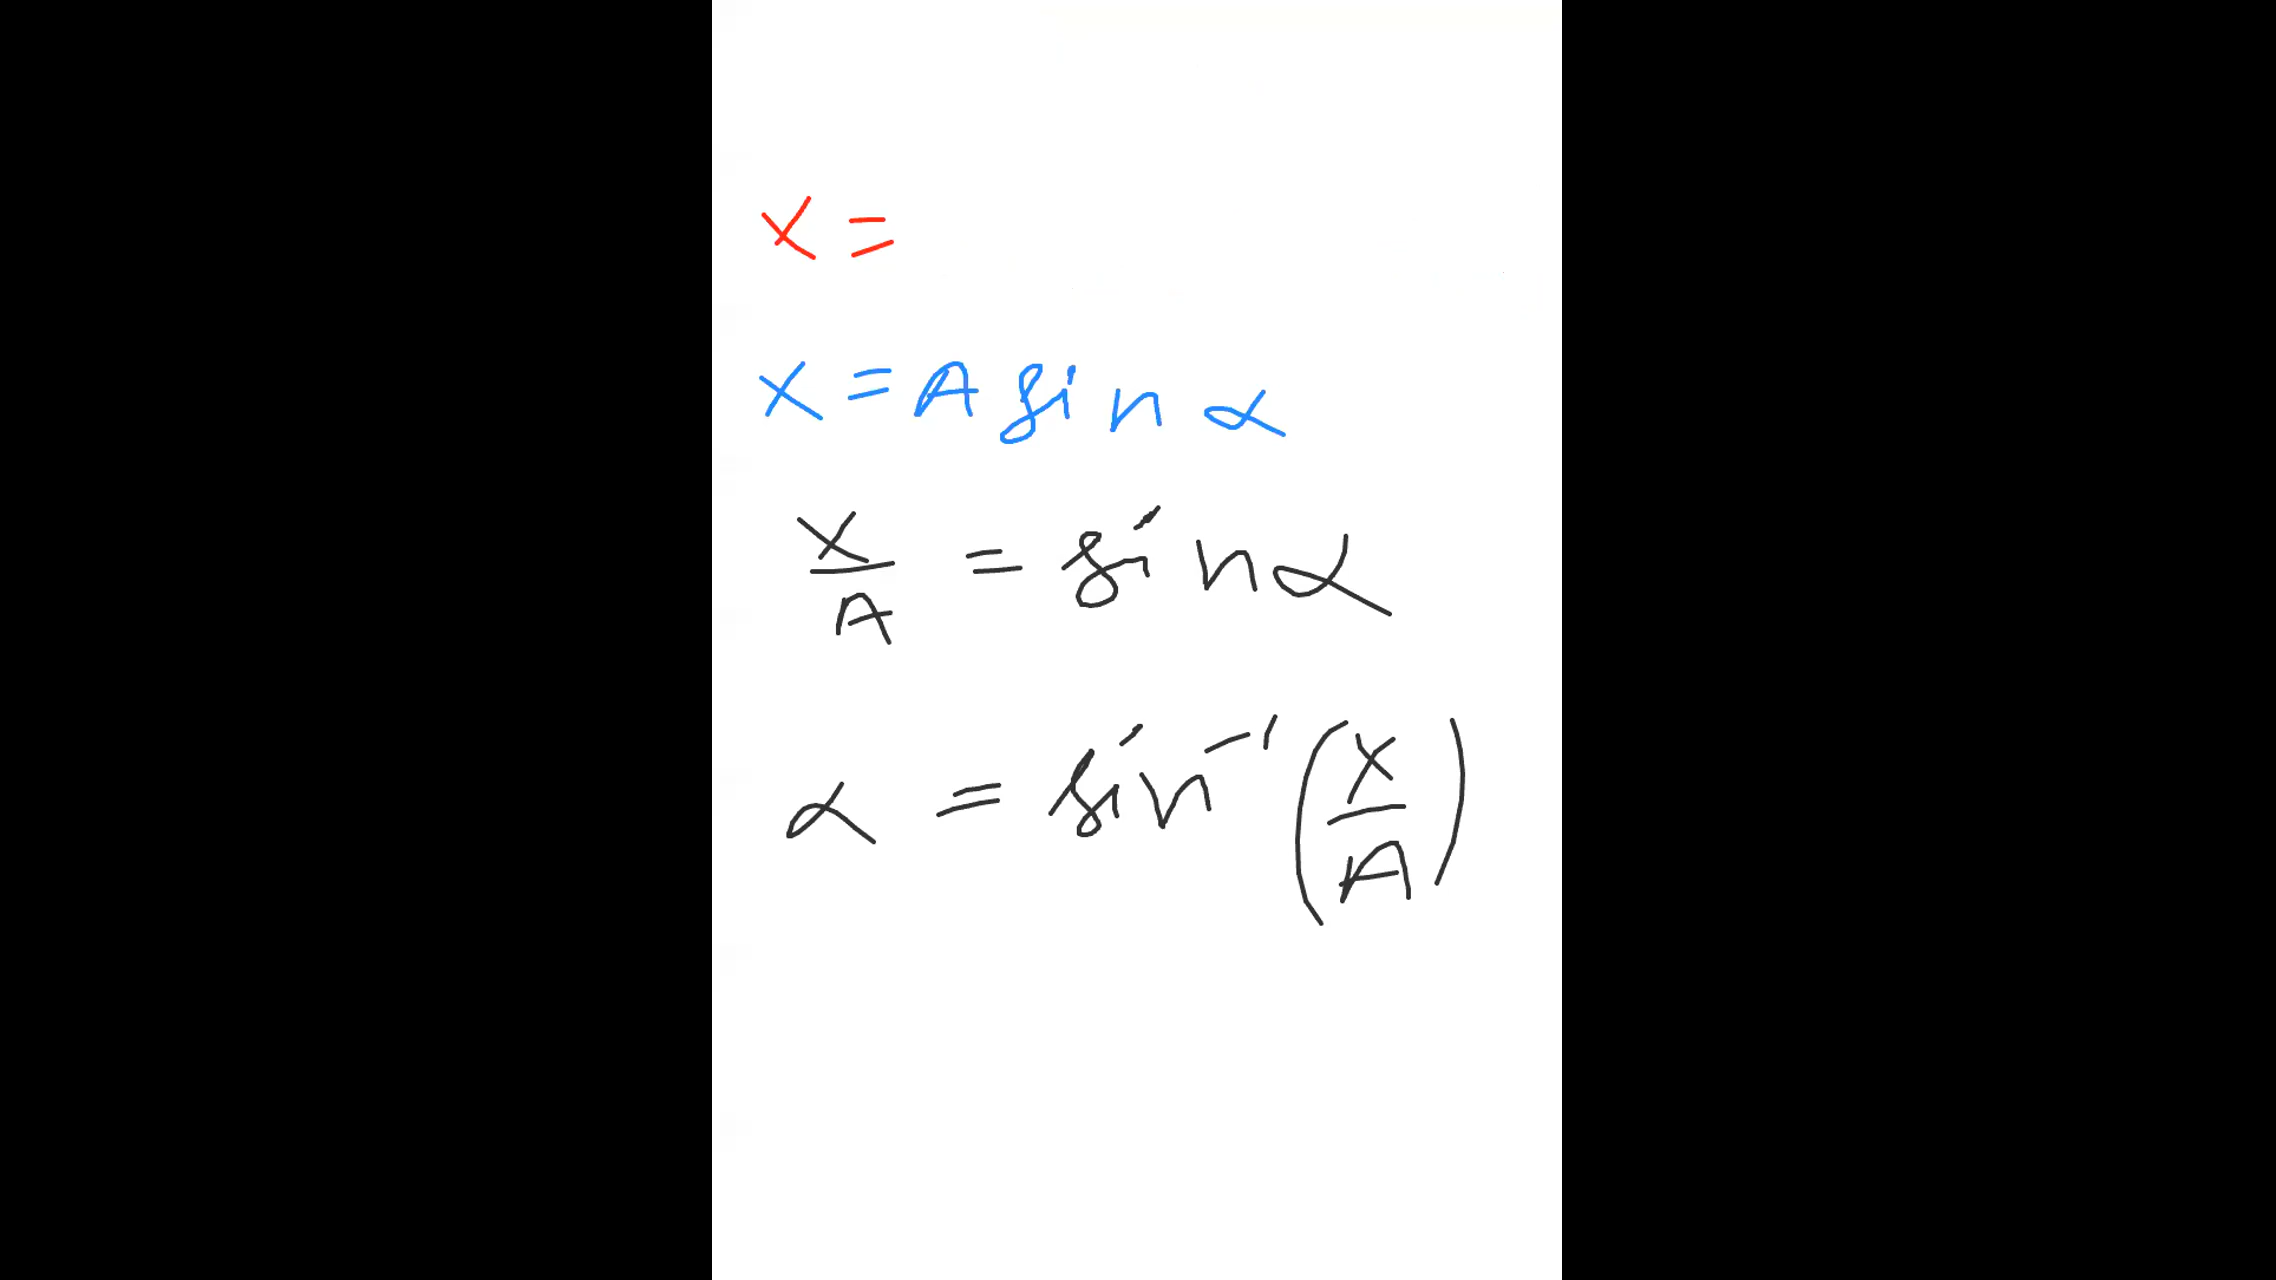 x =
x = A sin α
x/A = sin α
α = sin⁻¹ (x/A)